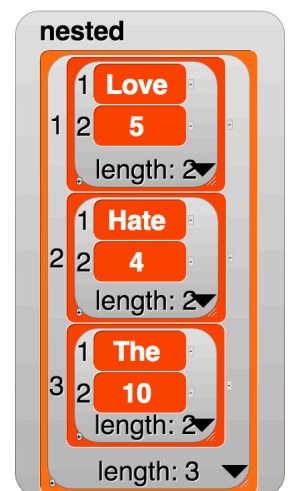 nested
1
1 Love
2 5
length: 2
2
1 Hate
2 4
length: 2
3
1 The
2 10
length: 2
length: 3